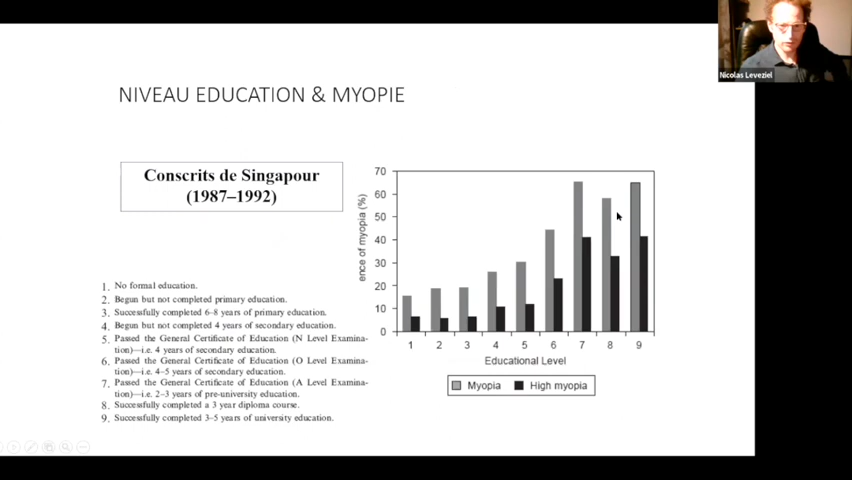 Nicolas Leveziel
NIVEAU EDUCATION & MYOPIE
Conscrits de Singapour
(1987–1992)
1. No formal education.
2. Begun but not completed primary education.
3. Successfully completed 6-8 years of primary education.
4. Begun but not completed 4 years of secondary education.
5. Passed the General Certificate of Education (N Level Examina-
tion)—i.e. 4 years of secondary education.
6. Passed the General Certificate of Education (O Level Examina-
tion)—i.e. 4–5 years of secondary education.
7. Passed the General Certificate of Education (A Level Examina-
tion)—i.e. 2–3 years of pre-university education.
8. Successfully completed a 3 year diploma course.
9. Successfully completed 3-5 years of university education.
ence of myopia (%)
70
60
50
40
30
20
10
0
1 2 3 4 5 6 7 8 9
Educational Level
Myopia High myopia